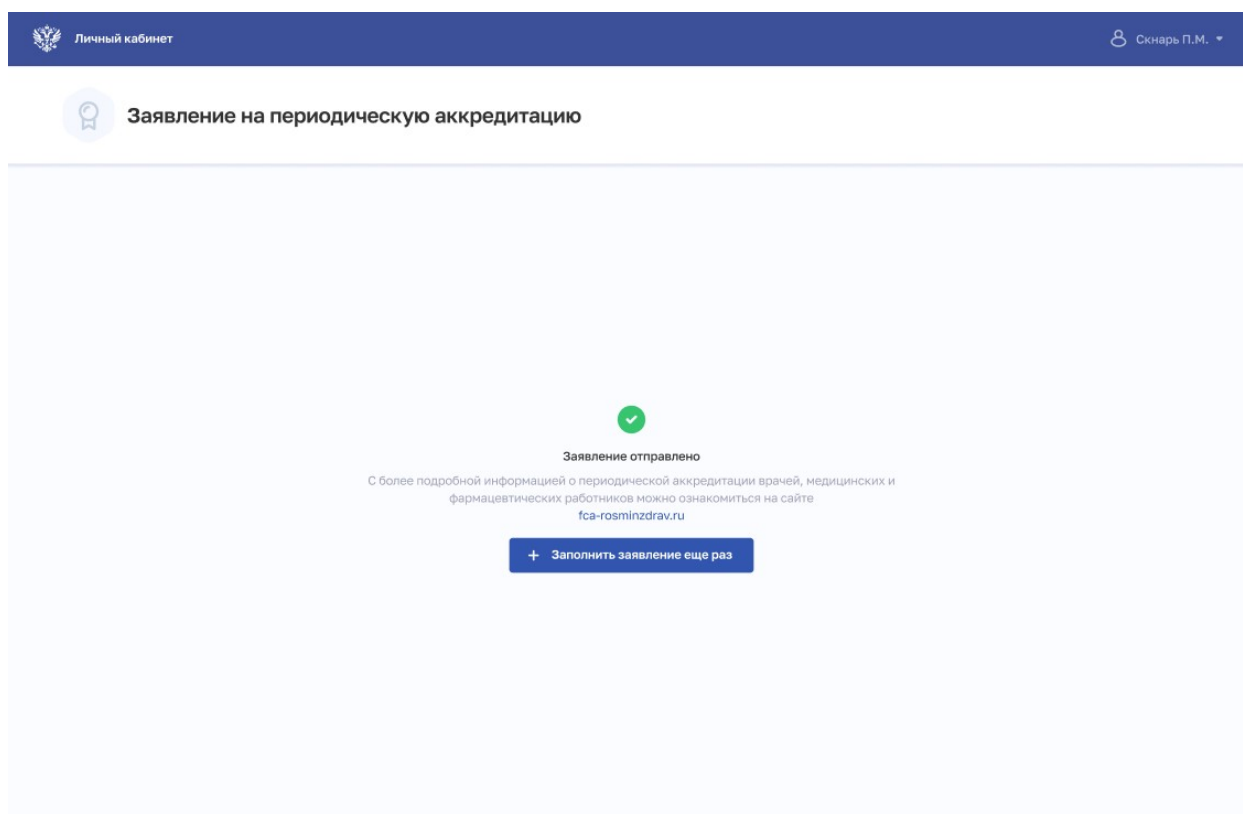 Личный кабинет
Скнарь П.М.
Заявление на периодическую аккредитацию
Заявление отправлено
С более подробной информацией о периодической аккредитации врачей, медицинских и
фармацевтических работников можно ознакомиться на сайте
fca-rosminzdrav.ru
+ Заполнить заявление еще раз